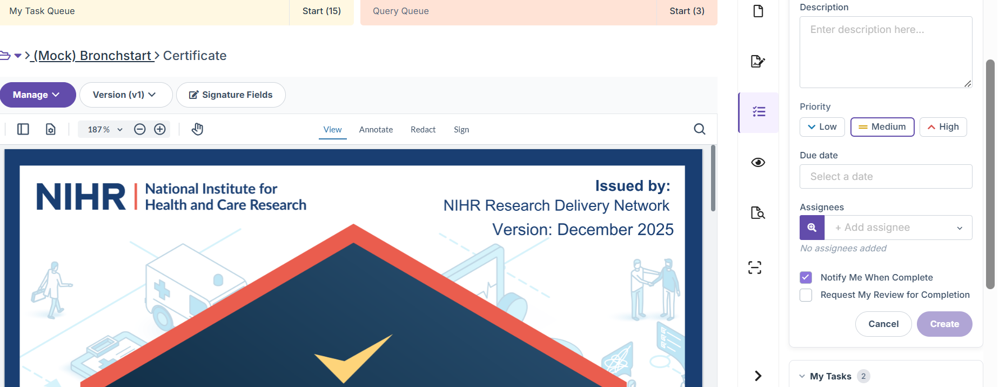 My Task Queue
Start (15)
Query Queue
Start (3)
(Mock) Bronchstart
Certificate
Manage
Version (v1)
Signature Fields
187%
View
Annotate
Redact
Sign
NIHR
National Institute for
Health and Care Research
Issued by:
NIHR Research Delivery Network
Version: December 2025
Description
Enter description here...
Priority
Low
Medium
High
Due date
Select a date
Assignees
+ Add assignee
No assignees added
Notify Me When Complete
Request My Review for Completion
Cancel
Create
My Tasks
2